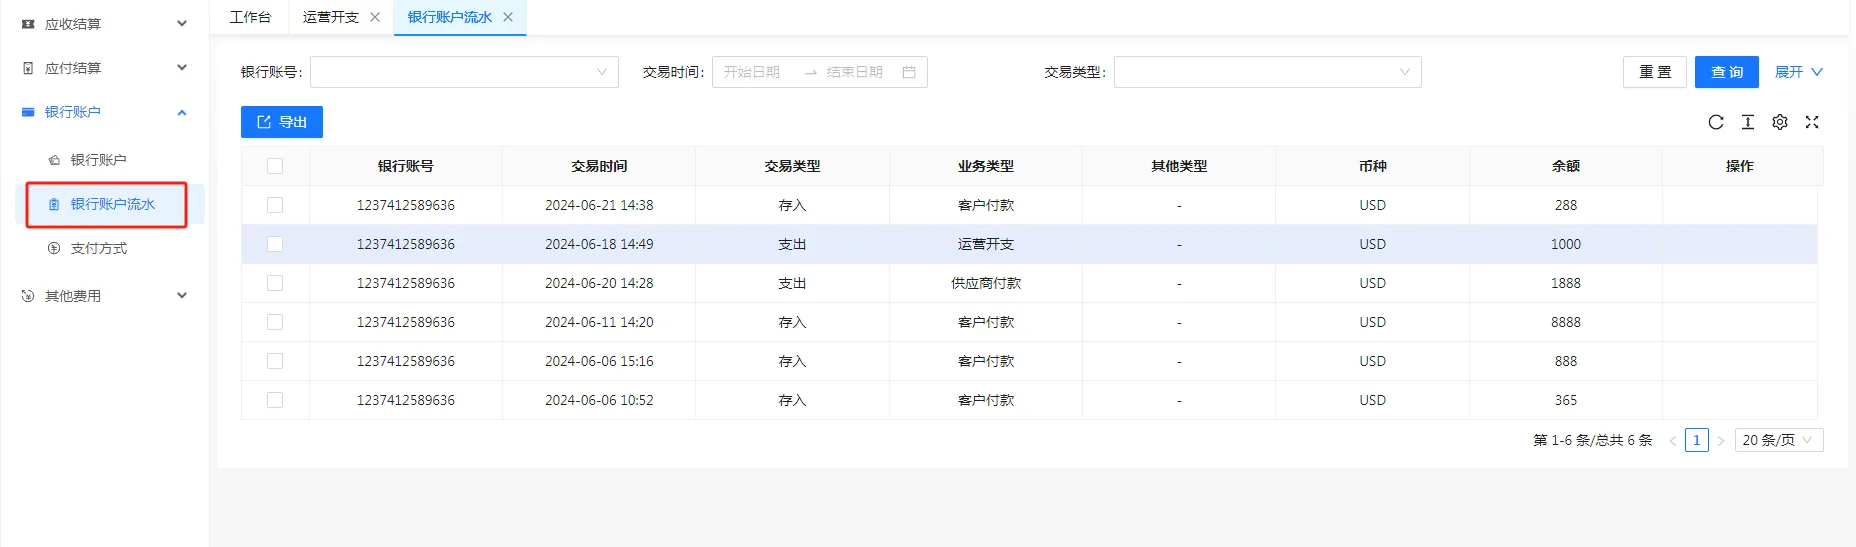 应收结算
应付结算
银行账户
银行账户
银行账户流水
支付方式
其他费用
工作台 运营开支 银行账户流水
银行账号: 交易时间: 开始日期 结束日期 交易类型: 重 置 查 询 展开
导出
银行账号 交易时间 交易类型 业务类型 其他类型 币种 余额 操作
1237412589636 2024-06-21 14:38 存入 客户付款 - USD 288
1237412589636 2024-06-18 14:49 支出 运营开支 - USD 1000
1237412589636 2024-06-20 14:28 支出 供应商付款 - USD 1888
1237412589636 2024-06-11 14:20 存入 客户付款 - USD 8888
1237412589636 2024-06-06 15:16 存入 客户付款 - USD 888
1237412589636 2024-06-06 10:52 存入 客户付款 - USD 365
第 1-6 条/总共 6 条 1 20 条/页